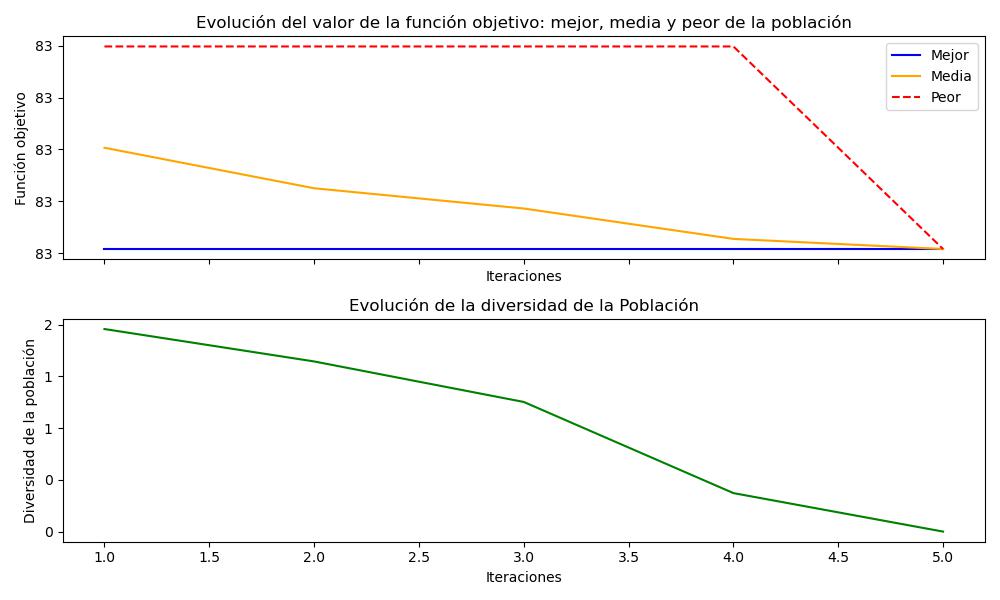 Evolución del valor de la función objetivo: mejor, media y peor de la población
83
83
83
83
83
Función objetivo
Mejor
Media
Peor
Iteraciones
Evolución de la diversidad de la Población
2
1
1
0
0
Diversidad de la población
1.0 1.5 2.0 2.5 3.0 3.5 4.0 4.5 5.0
Iteraciones